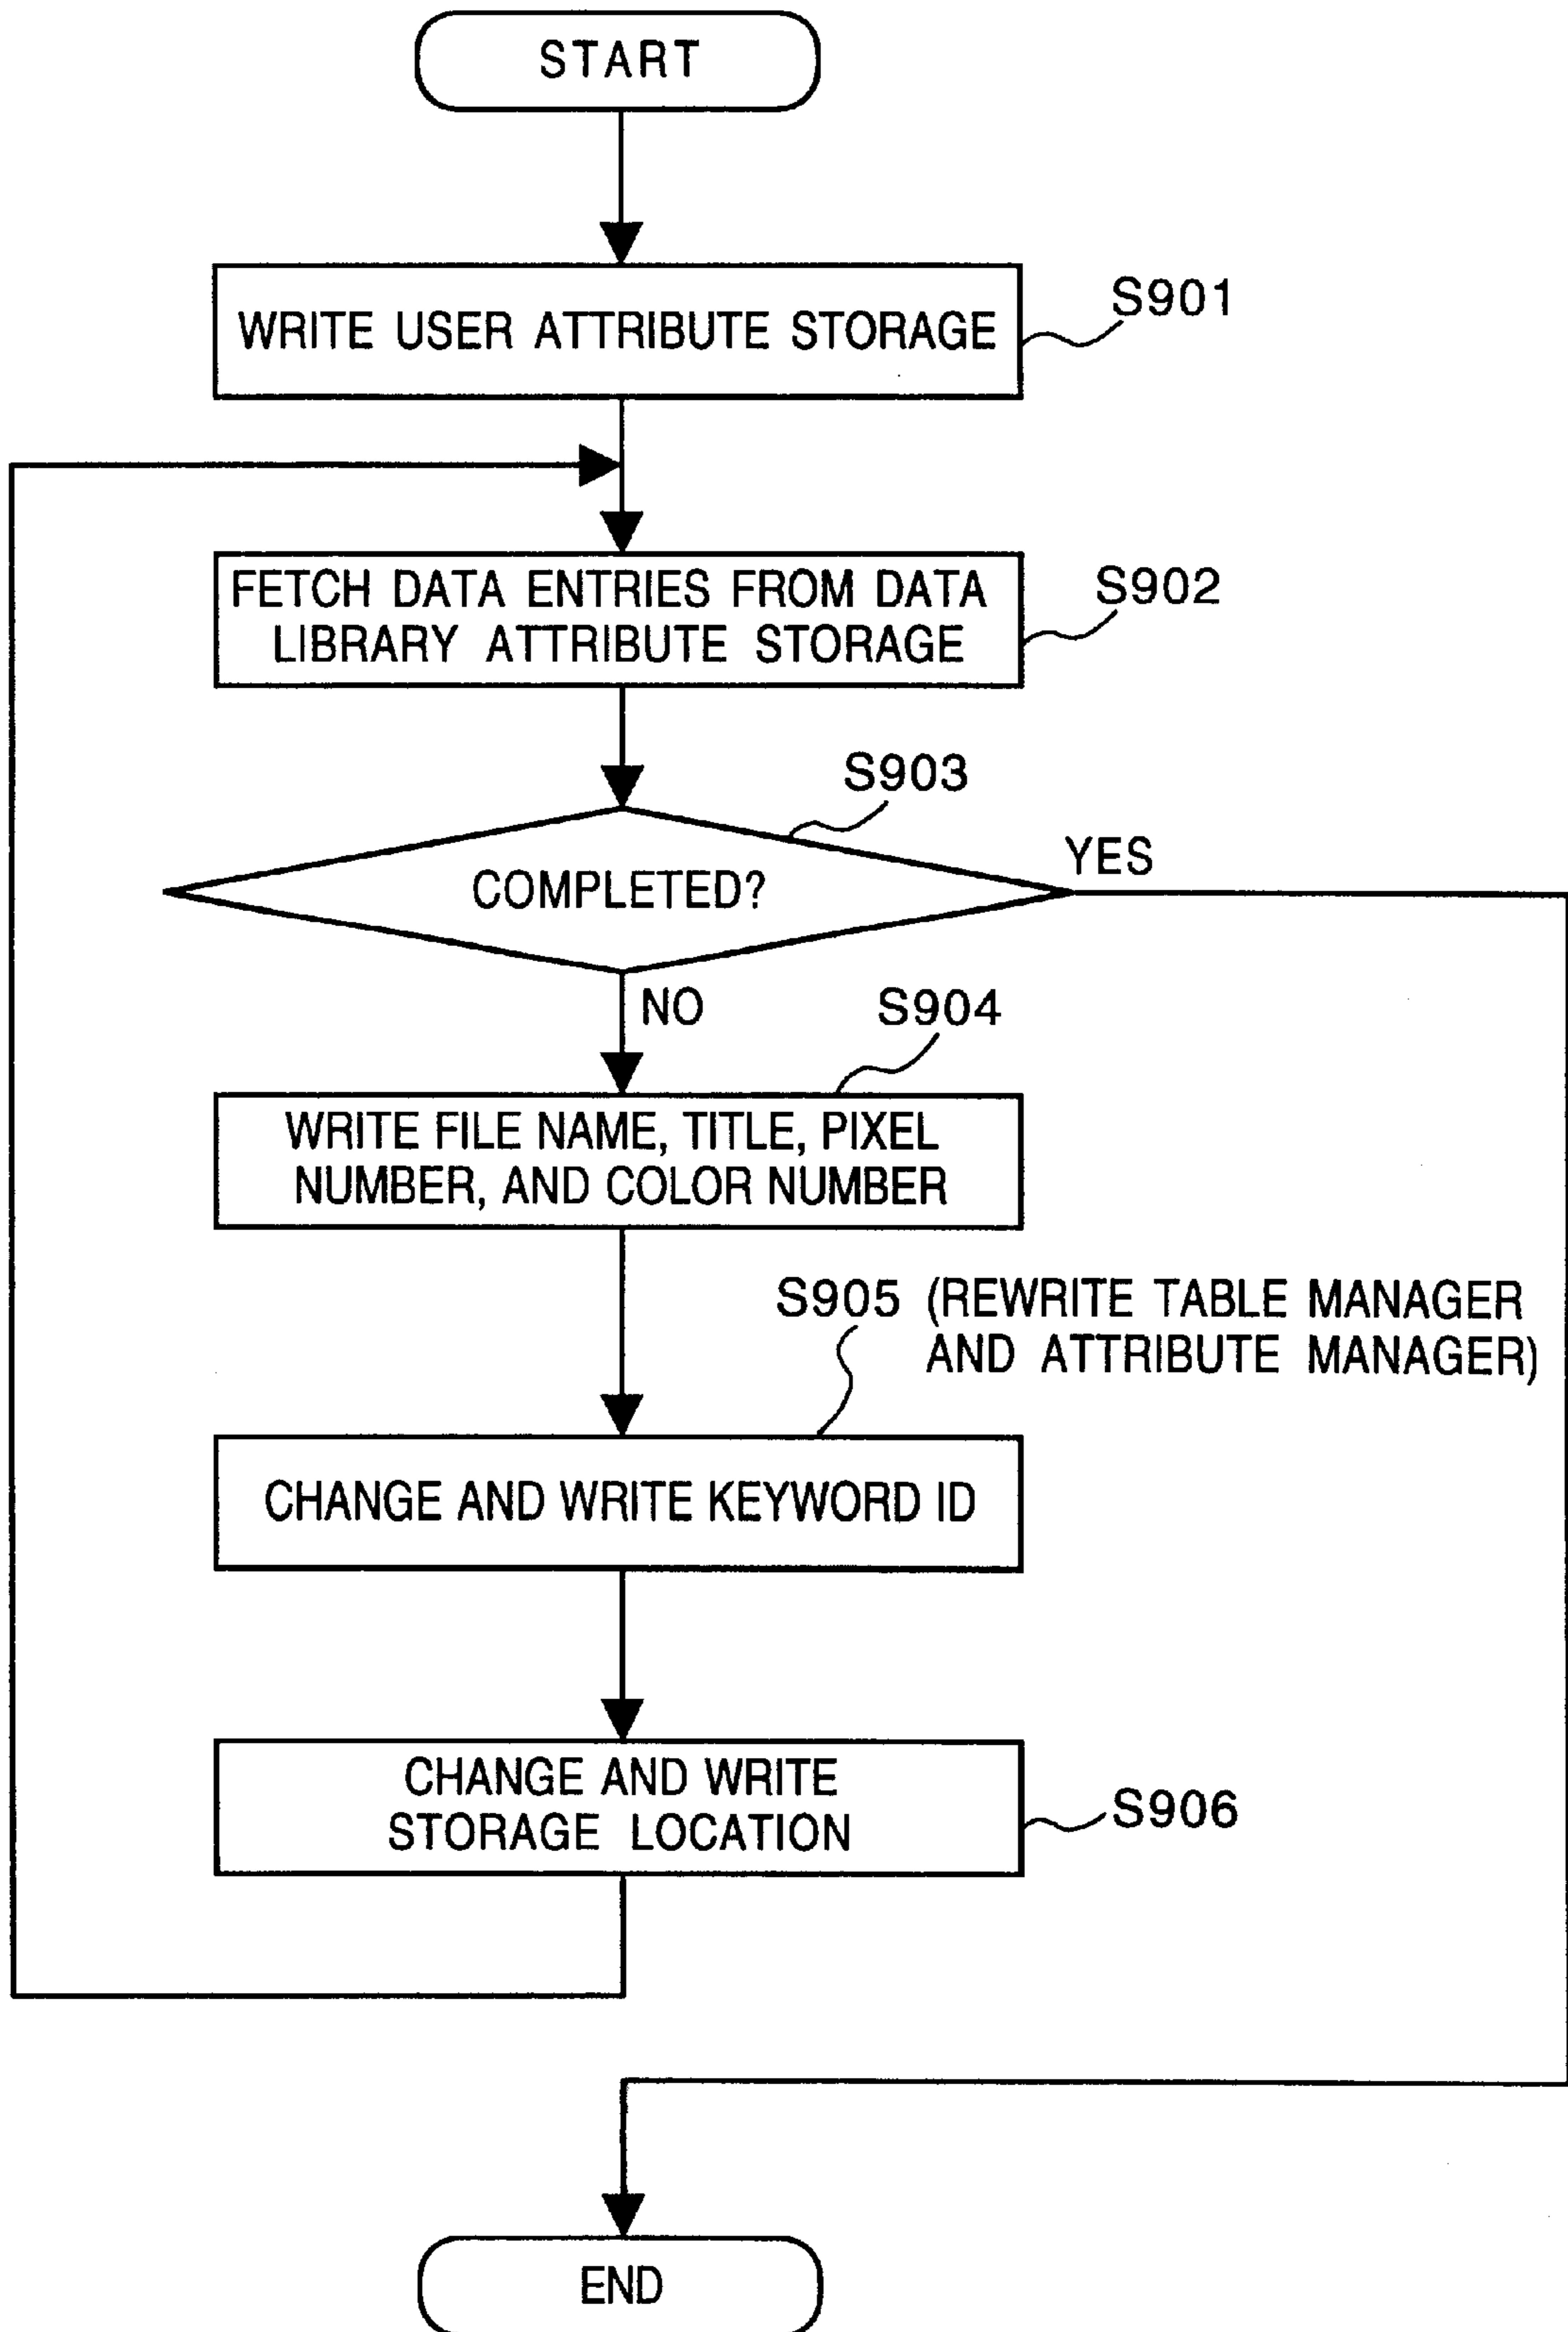 START
WRITE USER ATTRIBUTE STORAGE
S901
FETCH DATA ENTRIES FROM DATA
LIBRARY ATTRIBUTE STORAGE
S902
S903
COMPLETED?
YES
NO
S904
WRITE FILE NAME, TITLE, PIXEL
NUMBER, AND COLOR NUMBER
S905 (REWRITE TABLE MANAGER
AND ATTRIBUTE MANAGER)
CHANGE AND WRITE KEYWORD ID
CHANGE AND WRITE
STORAGE LOCATION
S906
END